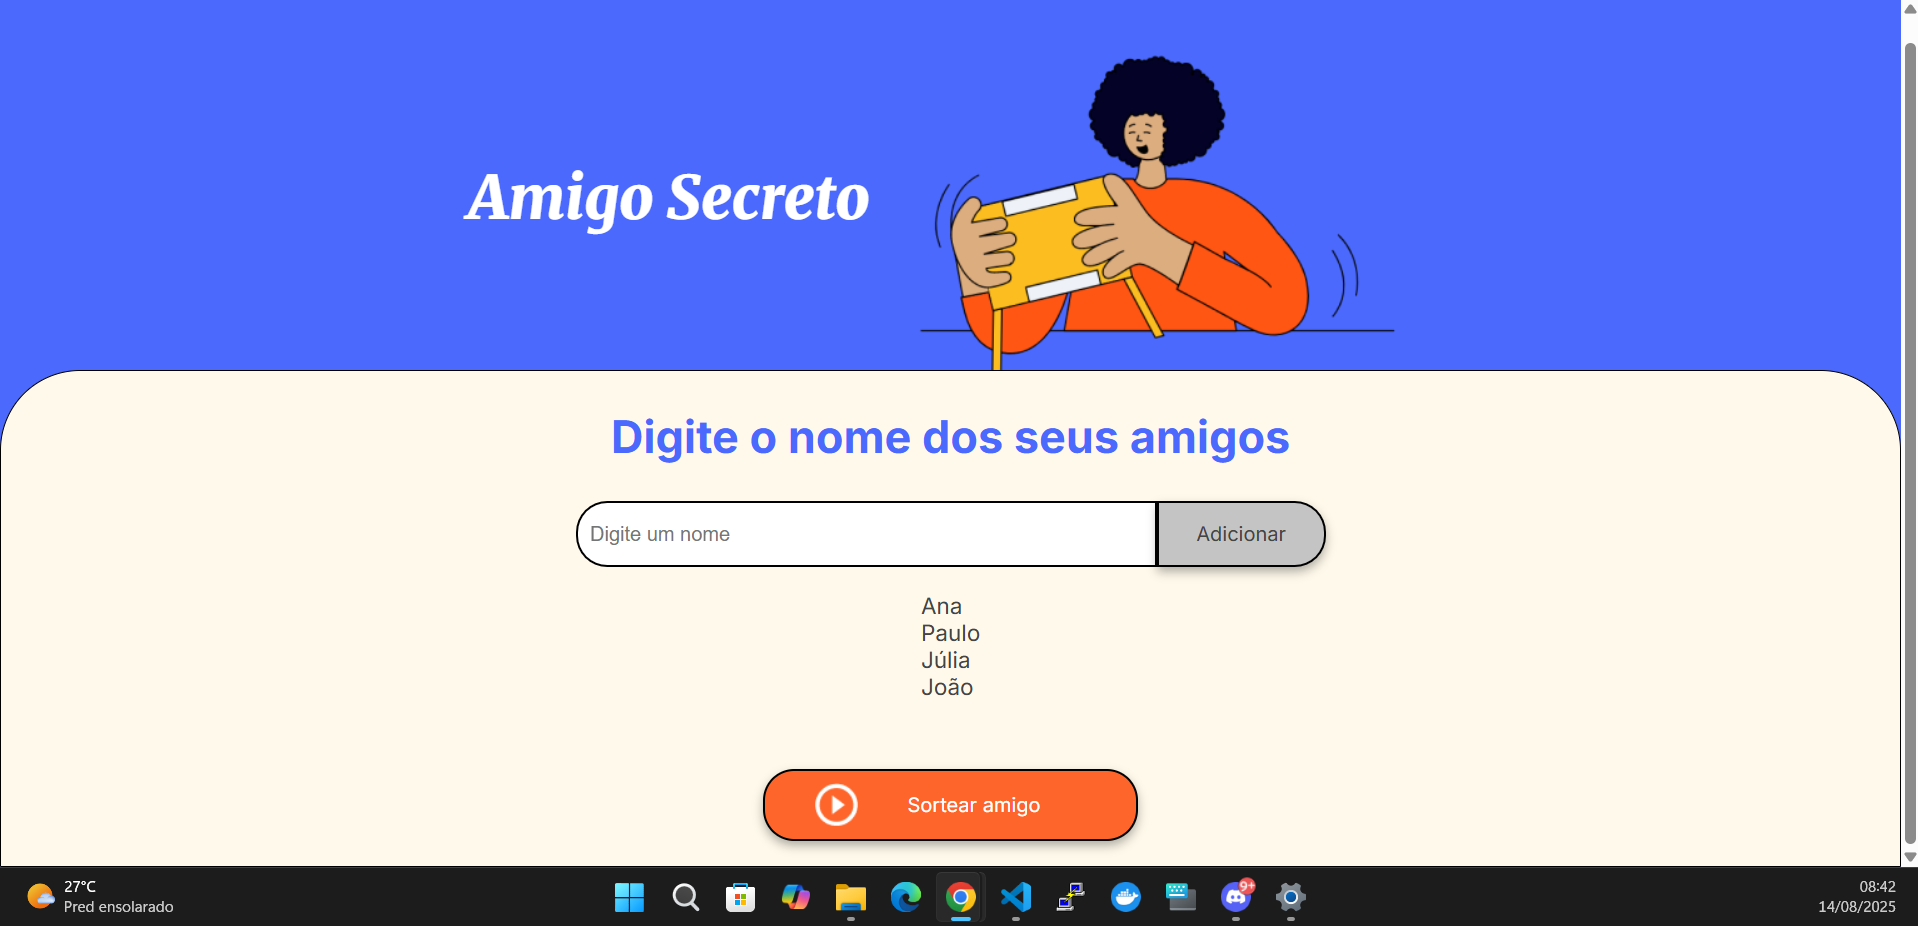 Amigo Secreto
Digite o nome dos seus amigos
Digite um nome
Adicionar
Ana
Paulo
Júlia
João
Sortear amigo
27°C
Pred ensolarado
9+
08:42
14/08/2025